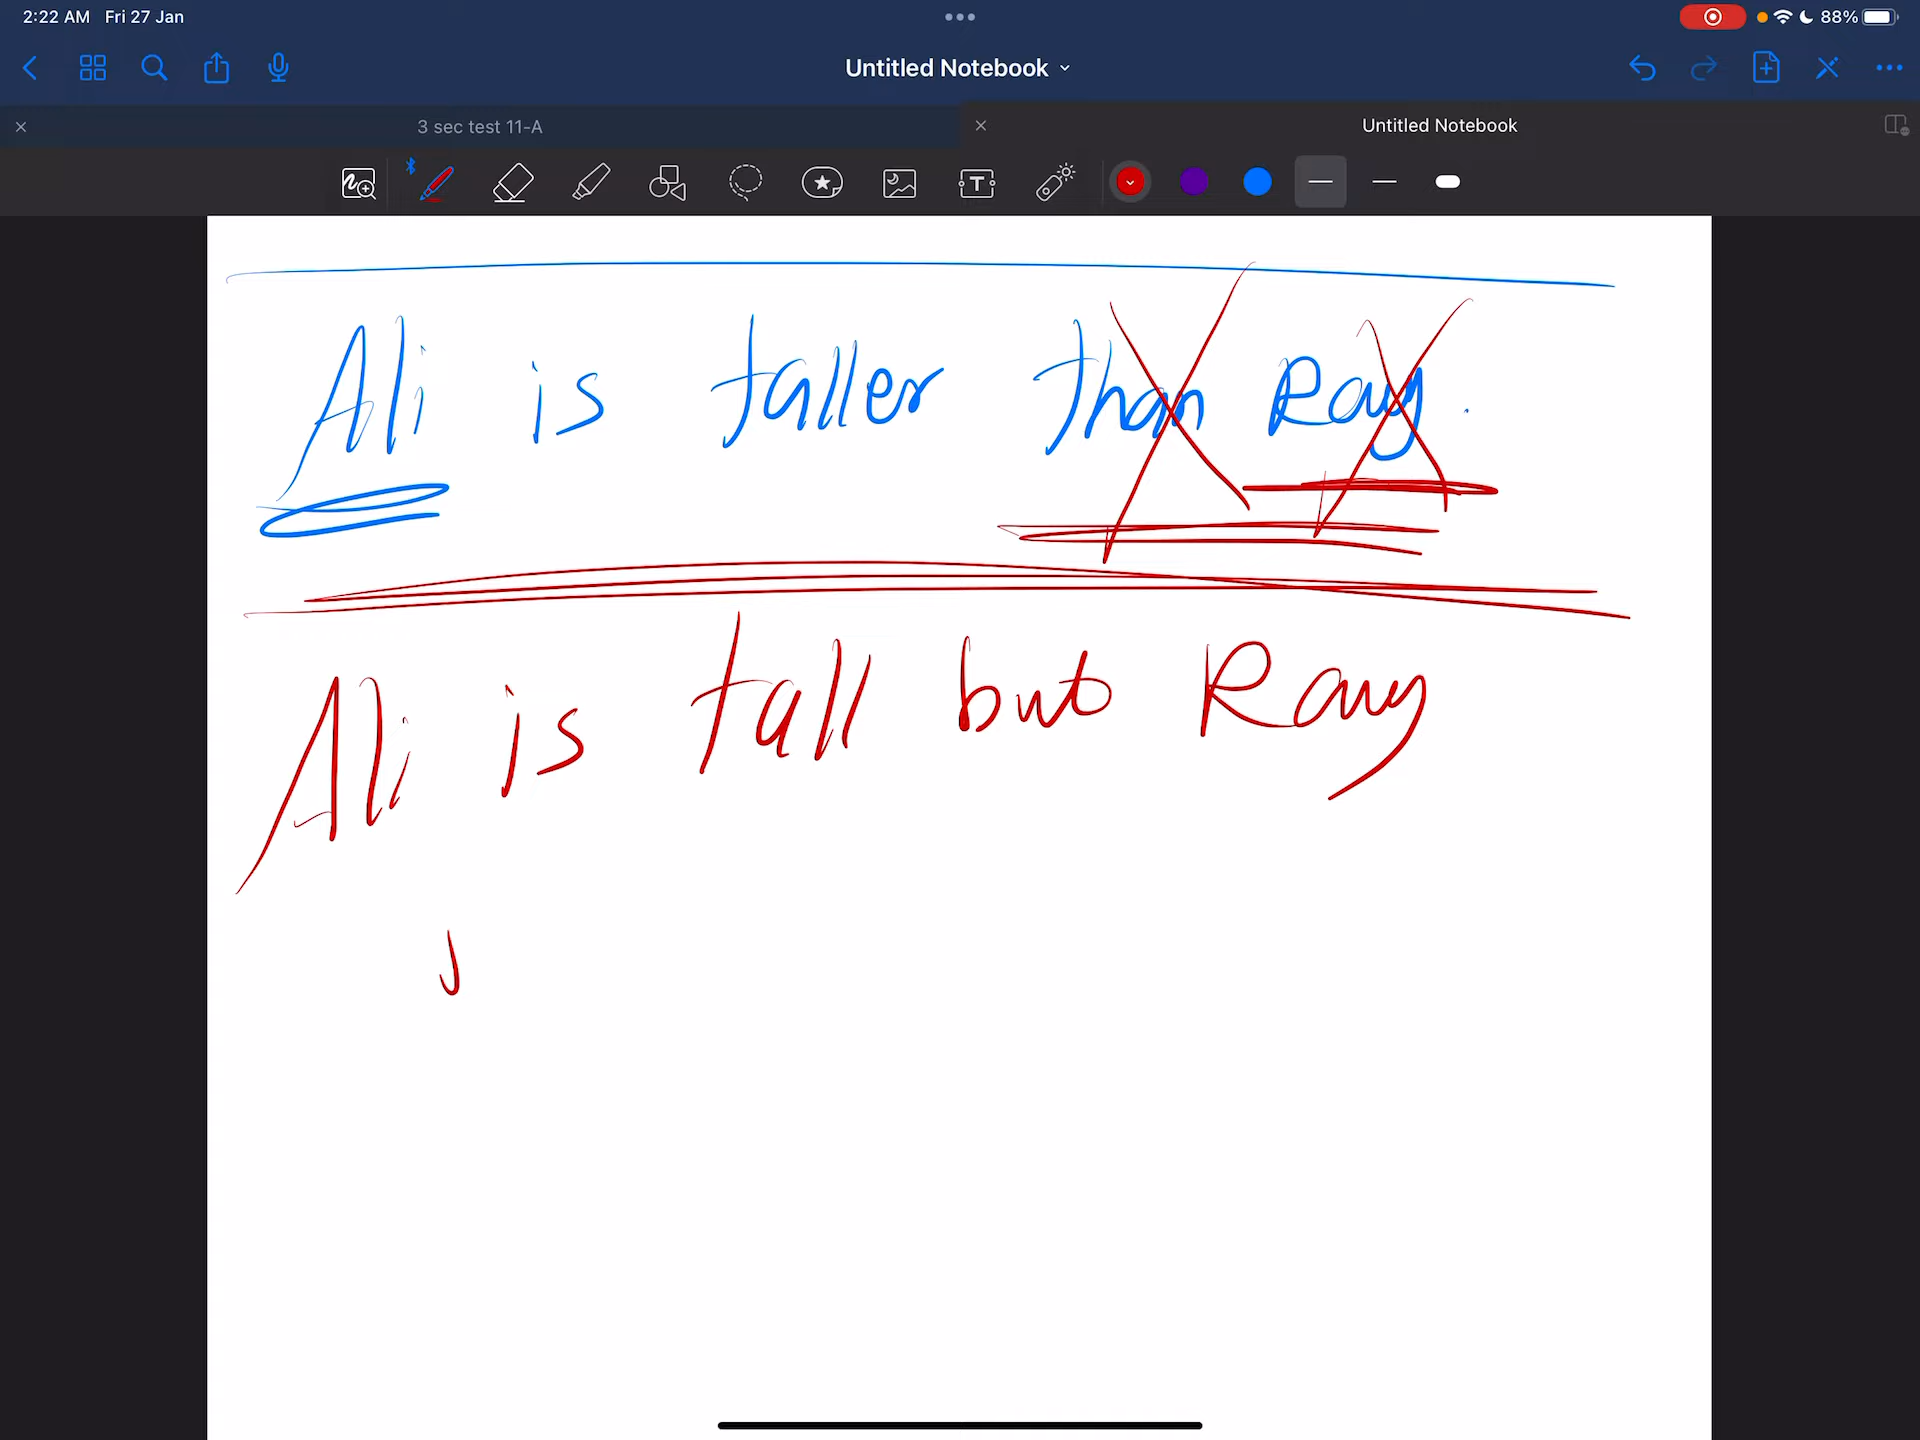 2:22 AM Fri 27 Jan
88%
Untitled Notebook
3 sec test 11-A
Untitled Notebook
T
Ali is taller than Ray.
Ali is tall but Ray